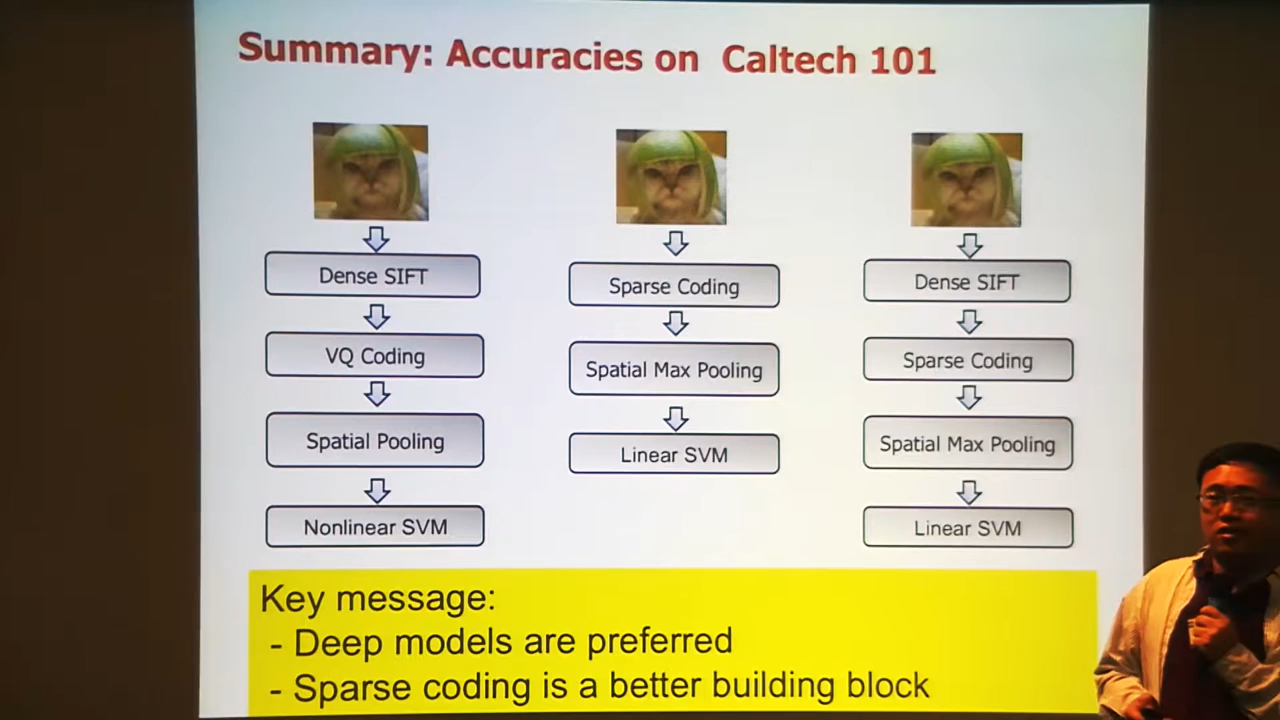 Summary: Accuracies on Caltech 101
Dense SIFT
VQ Coding
Spatial Pooling
Nonlinear SVM
Sparse Coding
Spatial Max Pooling
Linear SVM
Dense SIFT
Sparse Coding
Spatial Max Pooling
Linear SVM
Key message:
- Deep models are preferred
- Sparse coding is a better building block